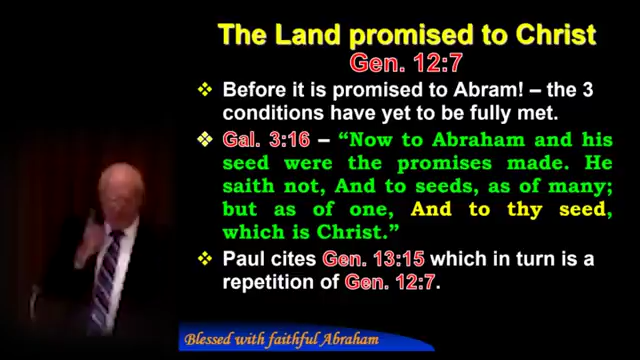 The Land promised to Christ
Gen. 12:7
❖ Before it is promised to Abram! – the 3
conditions have yet to be fully met.
❖ Gal. 3:16 – “Now to Abraham and his
seed were the promises made. He
saith not, And to seeds, as of many;
but as of one, And to thy seed,
which is Christ.”
❖ Paul cites Gen. 13:15 which in turn is a
repetition of Gen. 12:7.
Blessed with faithful Abraham